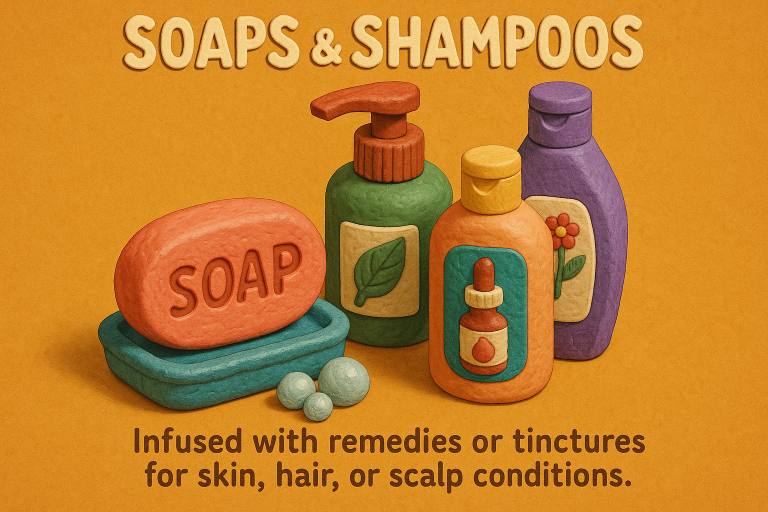 SOAPS & SHAMPOOS
SOAP
Infused with remedies or tinctures
for skin, hair, or scalp conditions.